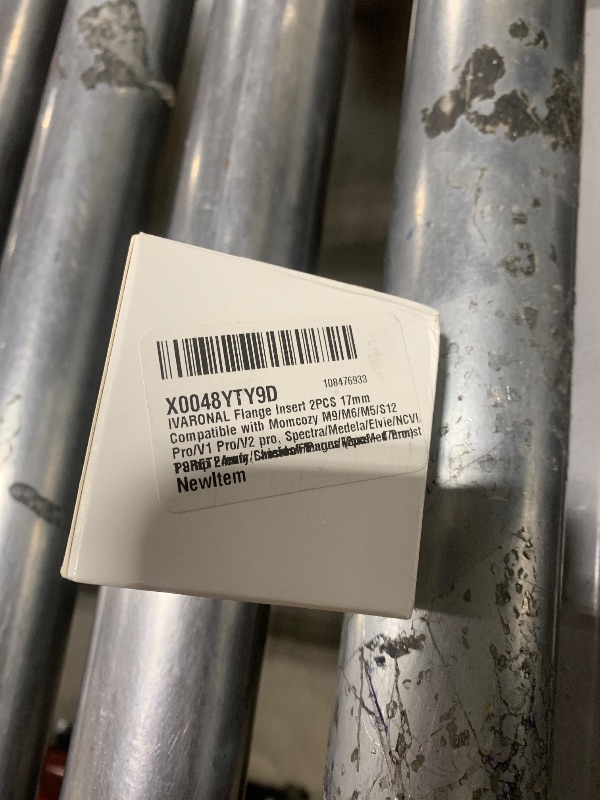 108476933
X0048YTY9D
IVARONAL Flange Insert 2PCS 17mm
Compatible with Momcozy M9/M6/M5/S12
Pro/V1 Pro/V2 pro, Spectra/Medela/Elvie/NCVI
NewItem